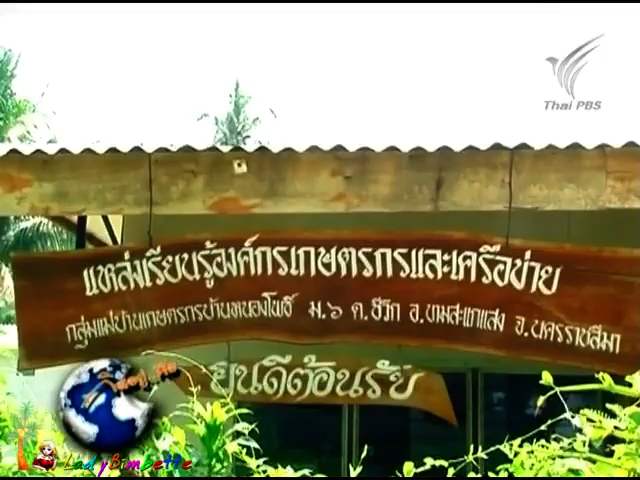 Thai PBS
แหล่งเรียนรู้องค์กรเกษตรกรและเครือข่าย
กลุ่มแม่บ้านเกษตรกรบ้านหนองโพธิ์ ม.๖ ต.ชีวึก อ.ขามสะแกแสง จ.นครราชสีมา
ยินดีต้อนรับ
LadyBimbette